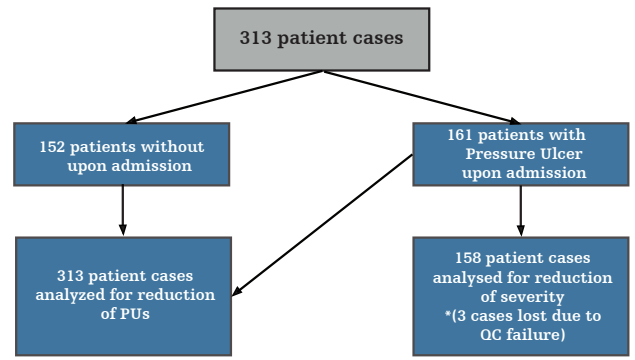 313 patient cases
152 patients without
upon admission
161 patients with
Pressure Ulcer
upon admission
313 patient cases
analyzed for reduction
of PUs
158 patient cases
analysed for reduction
of severity
*(3 cases lost due to
QC failure)